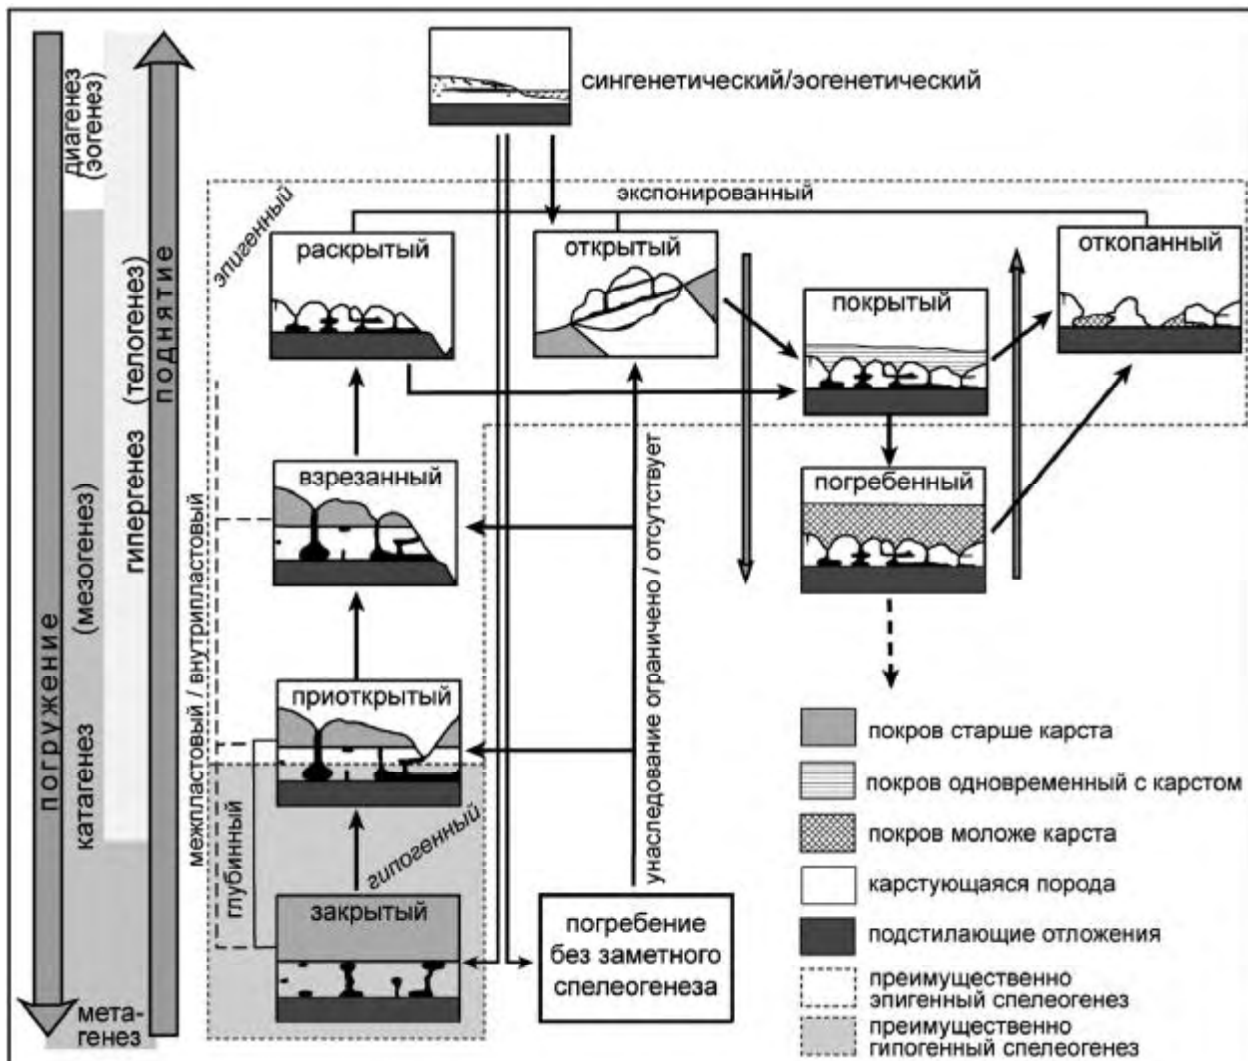 сингенетический/эогенетический
диагенез
(эогенез)
экспонированный
эпигенный
раскрытый
открытый
откопанный
покрытый
поднятие
(телогенез)
гипергенез
взрезанный
погребенный
(мезогенез)
погружение
катагенез
межпластовый / внутрипластовый
приоткрытый
унаследование ограничено / отсутствует
глубинный
гипогенный
закрытый
погребение
без заметного
спелеогенеза
мета-
генез
покров старше карста
покров одновременный с карстом
покров моложе карста
карстующаяся порода
подстилающие отложения
преимущественно
эпигенный спелеогенез
преимущественно
гипогенный спелеогенез